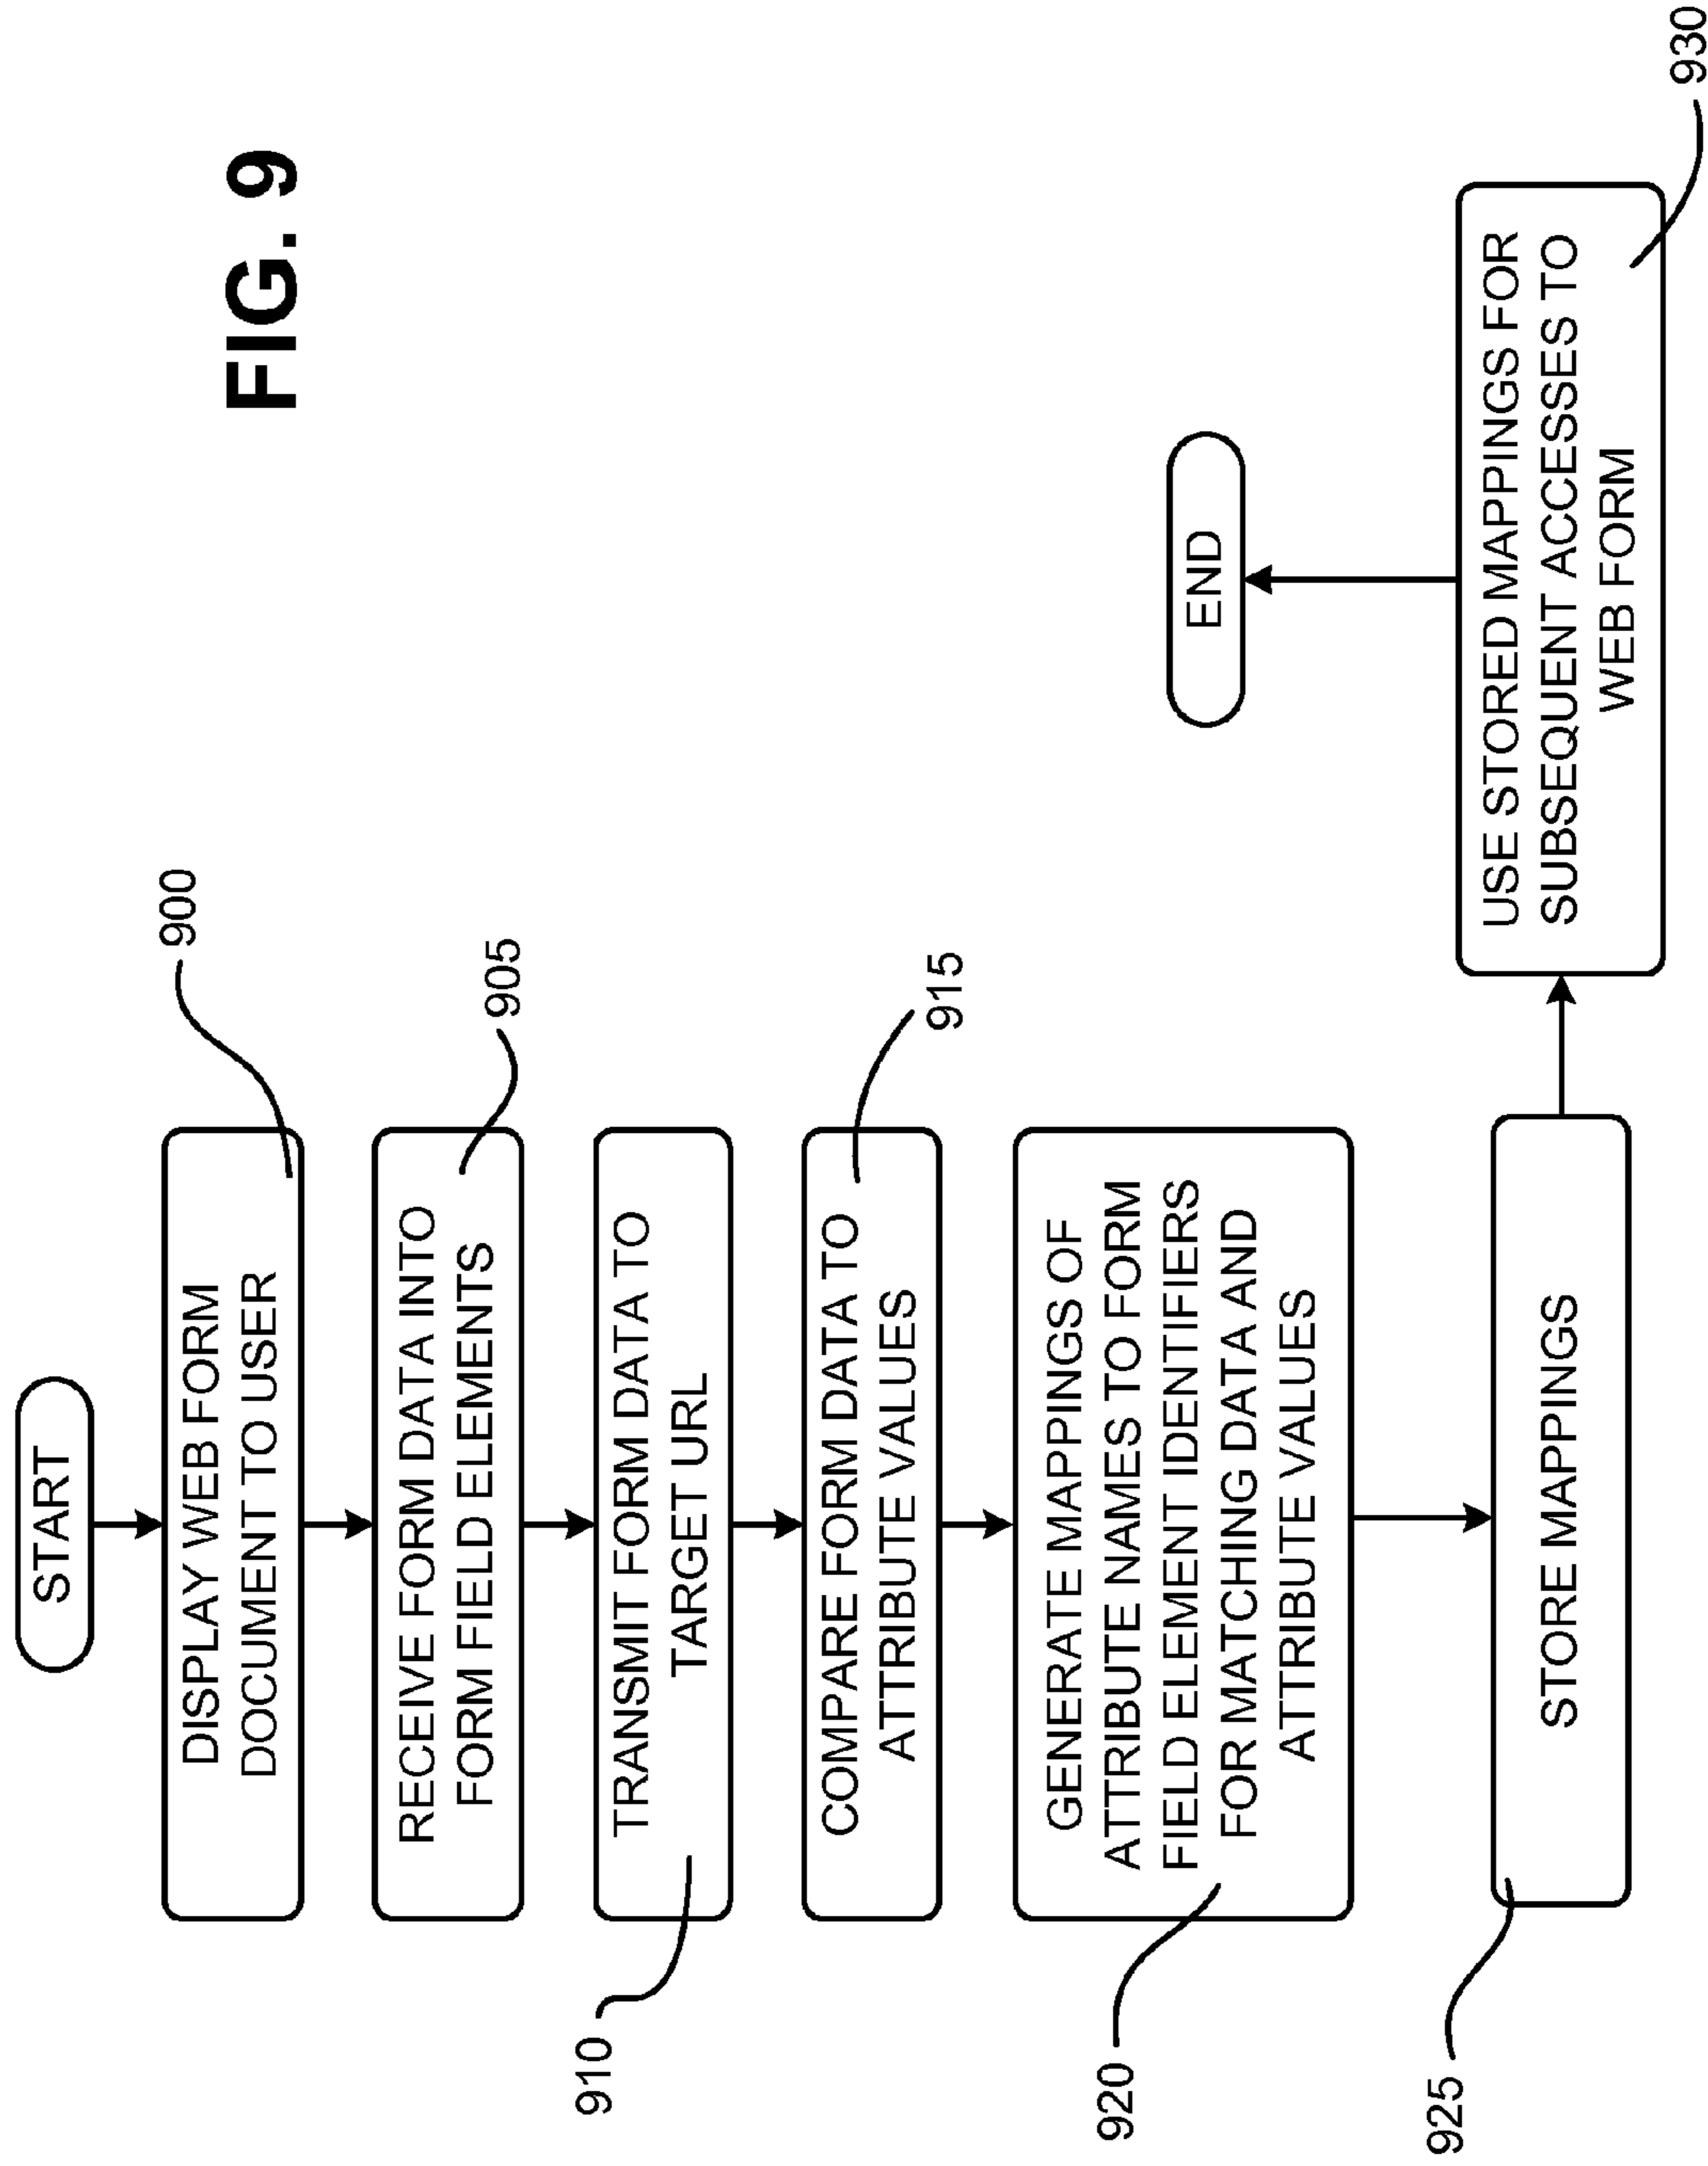 FIG. 9
START
DISPLAY WEB FORM
DOCUMENT TO USER
900
RECEIVE FORM DATA INTO
FORM FIELD ELEMENTS
905
TRANSMIT FORM DATA TO
TARGET URL
910
COMPARE FORM DATA TO
ATTRIBUTE VALUES
915
GENERATE MAPPINGS OF
ATTRIBUTE NAMES TO FORM
FIELD ELEMENT IDENTIFIERS
FOR MATCHING DATA AND
ATTRIBUTE VALUES
920
STORE MAPPINGS
925
USE STORED MAPPINGS FOR
SUBSEQUENT ACCESSES TO
WEB FORM
930
END